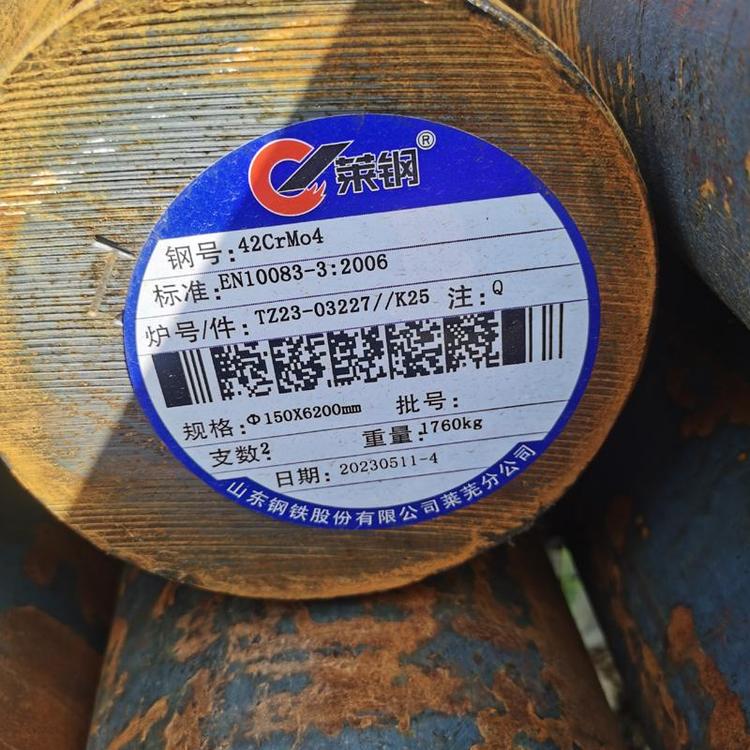 莱钢®
钢号:42CrMo4
标准:EN10083-3:2006
炉号/件:TZ23-03227//K25 注:Q
规格:Φ150X6200mm 批号:
支数:2 重量:1760kg
日期:20230511-4
山东钢铁股份有限公司莱芜分公司